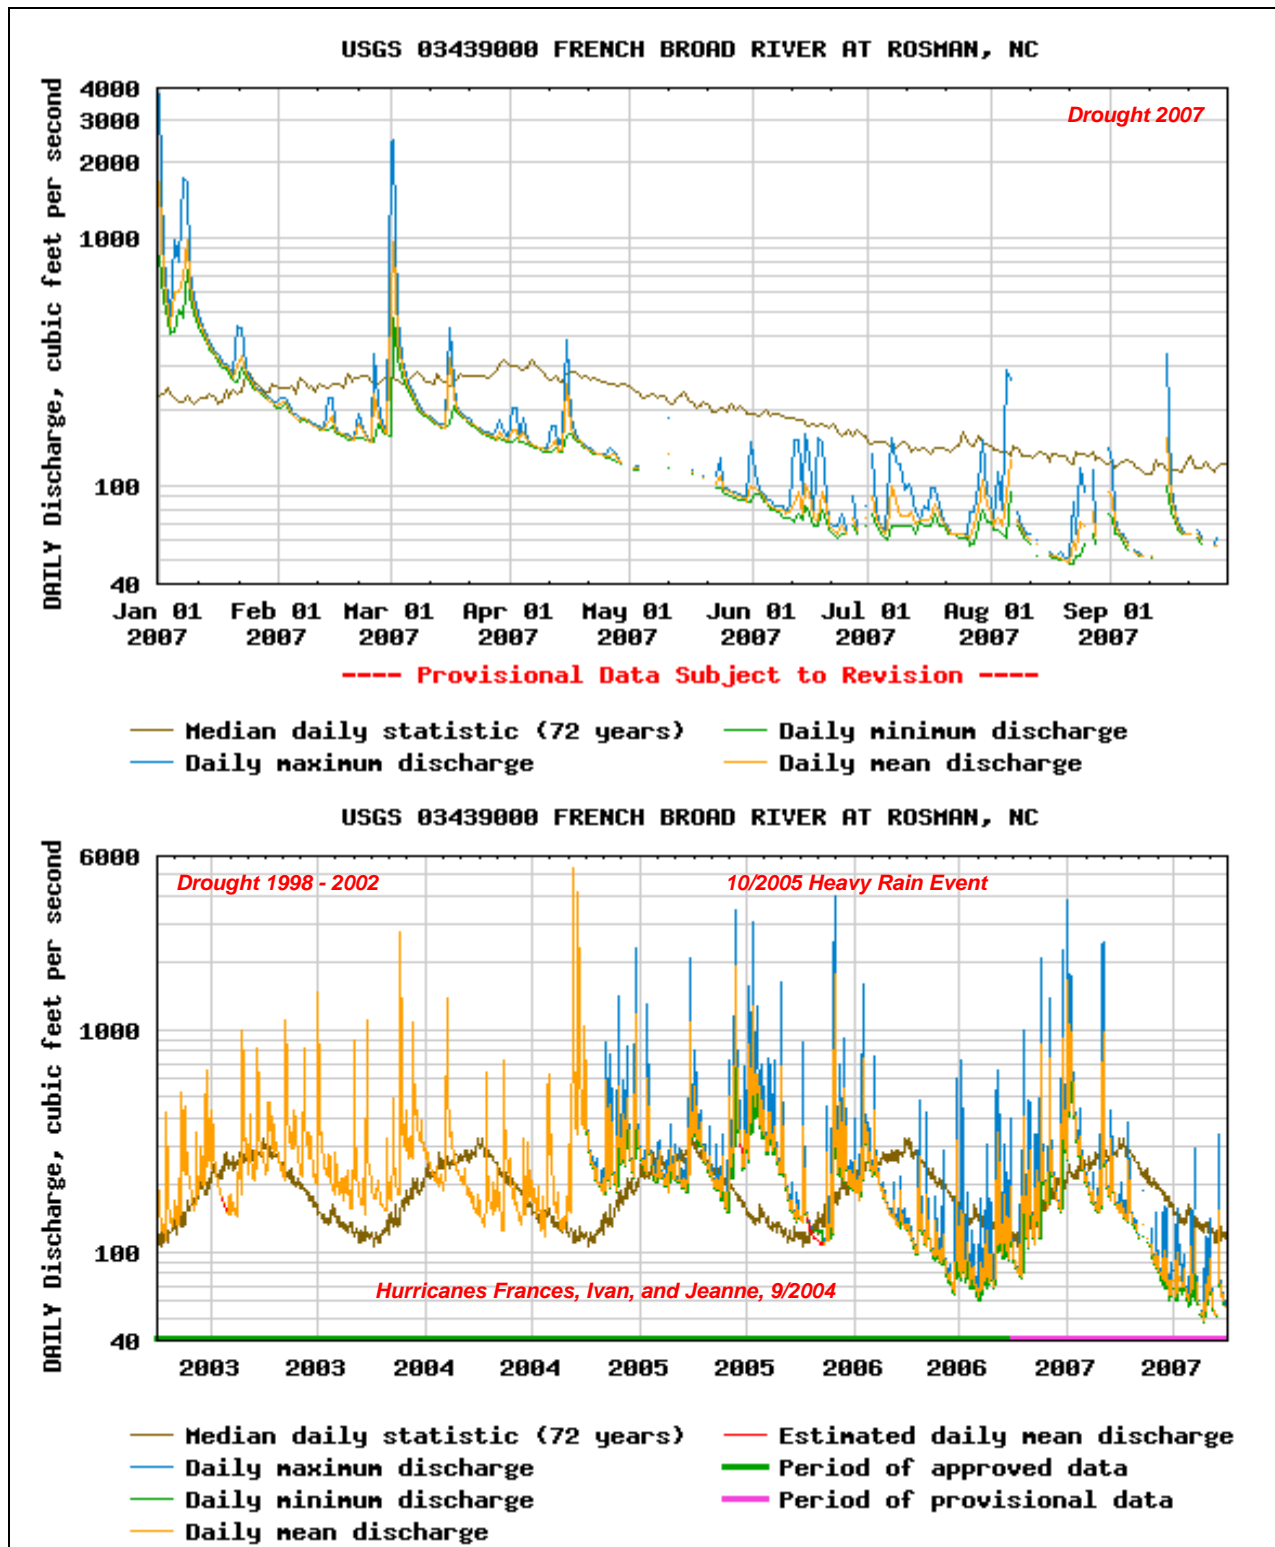 USGS 03439000 FRENCH BROAD RIVER AT ROSMAN, NC
DAILY Discharge, cubic feet per second
4000
3000
2000
1000
100
40
Drought 2007
Jan 01 Feb 01 Mar 01 Apr 01 May 01 Jun 01 Jul 01 Aug 01 Sep 01
2007 2007 2007 2007 2007 2007 2007 2007 2007
---- Provisional Data Subject to Revision ----
Median daily statistic (72 years) Daily minimum discharge
Daily maximum discharge Daily mean discharge
USGS 03439000 FRENCH BROAD RIVER AT ROSMAN, NC
DAILY Discharge, cubic feet per second
6000
1000
100
40
Drought 1998 - 2002 10/2005 Heavy Rain Event
Hurricanes Frances, Ivan, and Jeanne, 9/2004
2003 2003 2004 2004 2005 2005 2006 2006 2007 2007
Median daily statistic (72 years) Estimated daily mean discharge
Daily maximum discharge Period of approved data
Daily minimum discharge Period of provisional data
Daily mean discharge